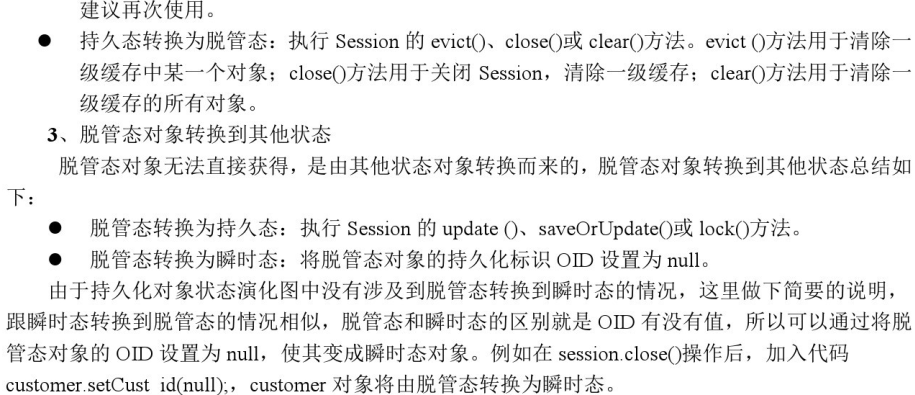 建议再次使用。
● 持久态转换为脱管态：执行 Session 的 evict()、close()或 clear()方法。evict ()方法用于清除一
级缓存中某一个对象；close()方法用于关闭 Session，清除一级缓存；clear()方法用于清除一
级缓存的所有对象。
3、脱管态对象转换到其他状态
脱管态对象无法直接获得，是由其他状态对象转换而来的，脱管态对象转换到其他状态总结如
下：
● 脱管态转换为持久态：执行 Session 的 update ()、saveOrUpdate()或 lock()方法。
● 脱管态转换为瞬时态：将脱管态对象的持久化标识 OID 设置为 null。
由于持久化对象状态演化图中没有涉及到脱管态转换到瞬时态的情况，这里做下简要的说明，
跟瞬时态转换到脱管态的情况相似，脱管态和瞬时态的区别就是 OID 有没有值，所以可以通过将脱
管态对象的 OID 设置为 null，使其变成瞬时态对象。例如在 session.close()操作后，加入代码
customer.setCust_id(null);，customer 对象将由脱管态转换为瞬时态。